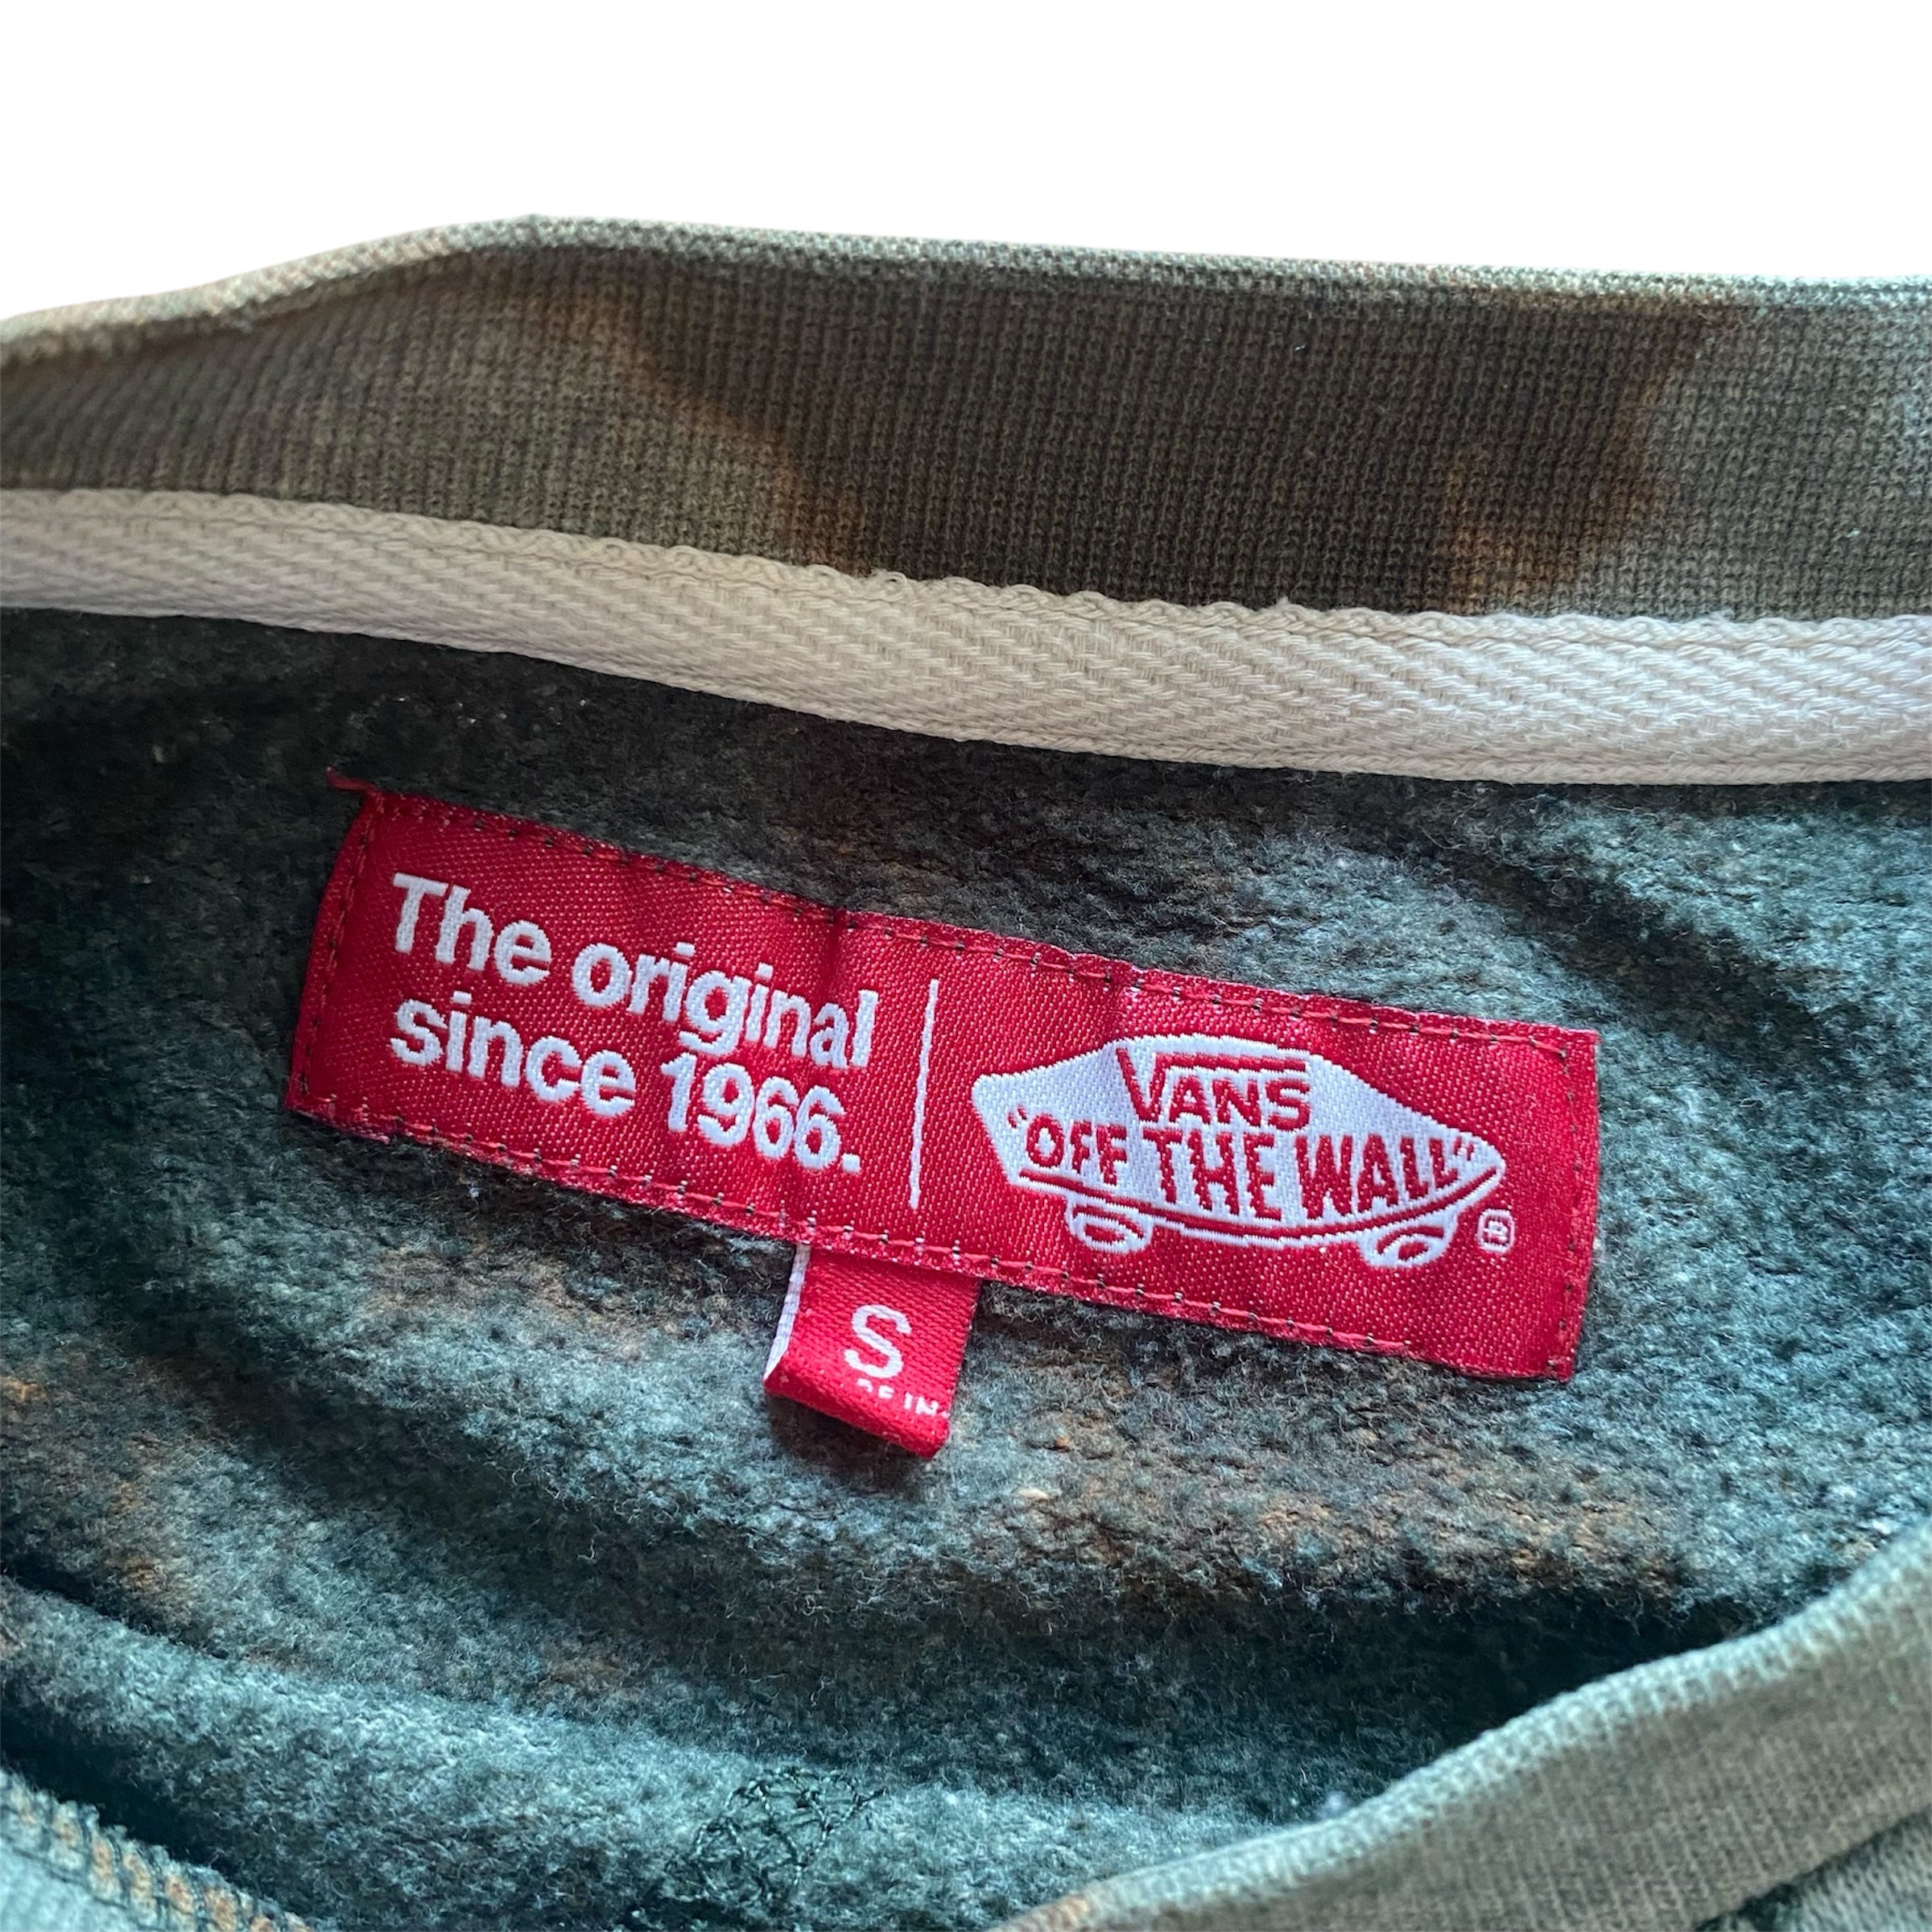 The original
since 1966.
VANS
"OFF THE WALL"
®
S